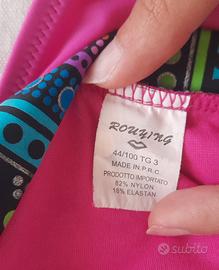 ROUYING
44/100 TG 3
MADE IN P.R.C.
PRODOTTO IMPORTATO
82% NYLON
18% ELASTAN.
subito